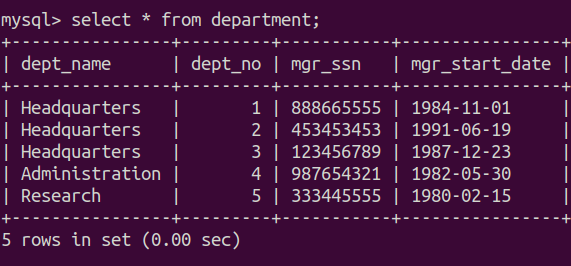 mysql> select * from department;
+----------------+---------+-----------+----------------+
| dept_name      | dept_no | mgr_ssn   | mgr_start_date |
+----------------+---------+-----------+----------------+
| Headquarters   |       1 | 888665555 | 1984-11-01     |
| Headquarters   |       2 | 453453453 | 1991-06-19     |
| Headquarters   |       3 | 123456789 | 1987-12-23     |
| Administration |       4 | 987654321 | 1982-05-30     |
| Research       |       5 | 333445555 | 1980-02-15     |
+----------------+---------+-----------+----------------+
5 rows in set (0.00 sec)